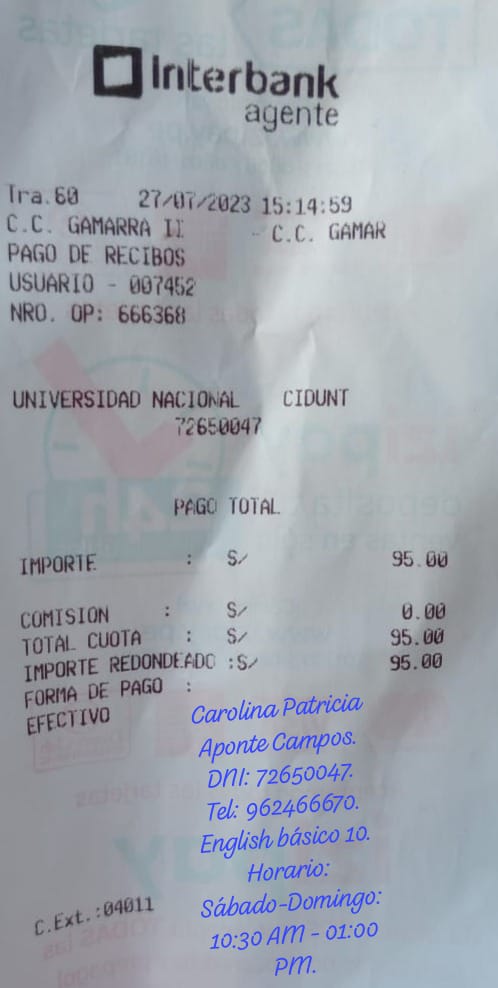 Interbank
agente
Tra.60 27/07/2023 15:14:59
C.C. GAMARRA II - C.C. GAMAR
PAGO DE RECIBOS
USUARIO - 007452
NRO. OP: 666368
UNIVERSIDAD NACIONAL CIDUNT
72650047
PAGO TOTAL
IMPORTE : S/ 95.00
COMISION : S/ 0.00
TOTAL CUOTA : S/ 95.00
IMPORTE REDONDEADO :S/ 95.00
FORMA DE PAGO :
EFECTIVO
Carolina Patricia
Aponte Campos.
DNI: 72650047.
Tel: 962466670.
English básico 10.
Horario:
Sábado-Domingo:
10:30 AM - 01:00
PM.
C.Ext.:04011